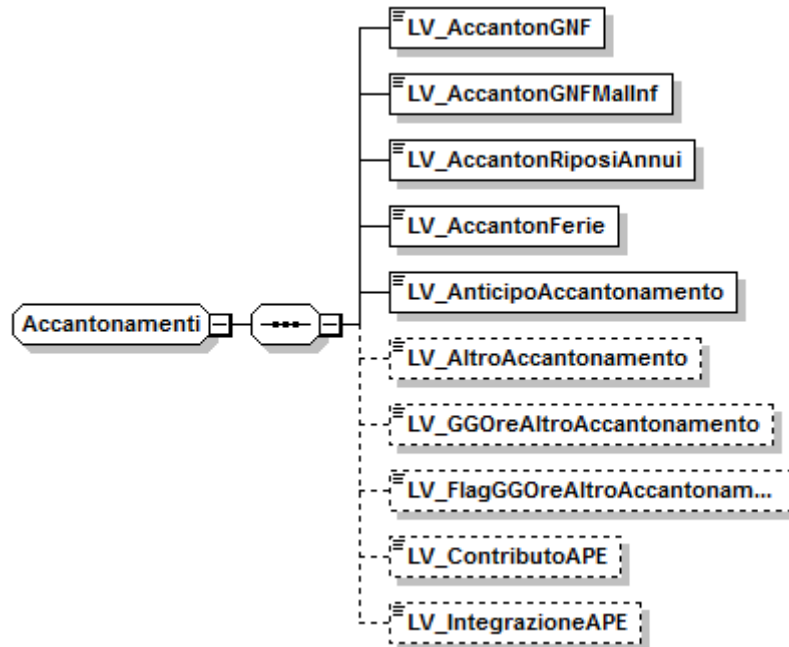 LV_AccantonGNF
LV_AccantonGNFMalInf
LV_AccantonRiposiAnnui
LV_AccantonFerie
LV_AnticipoAccantonamento
Accantonamenti
LV_AltroAccantonamento
LV_GGOreAltroAccantonamento
LV_FlagGGOreAltroAccantonam...
LV_ContributoAPE
LV_IntegrazioneAPE